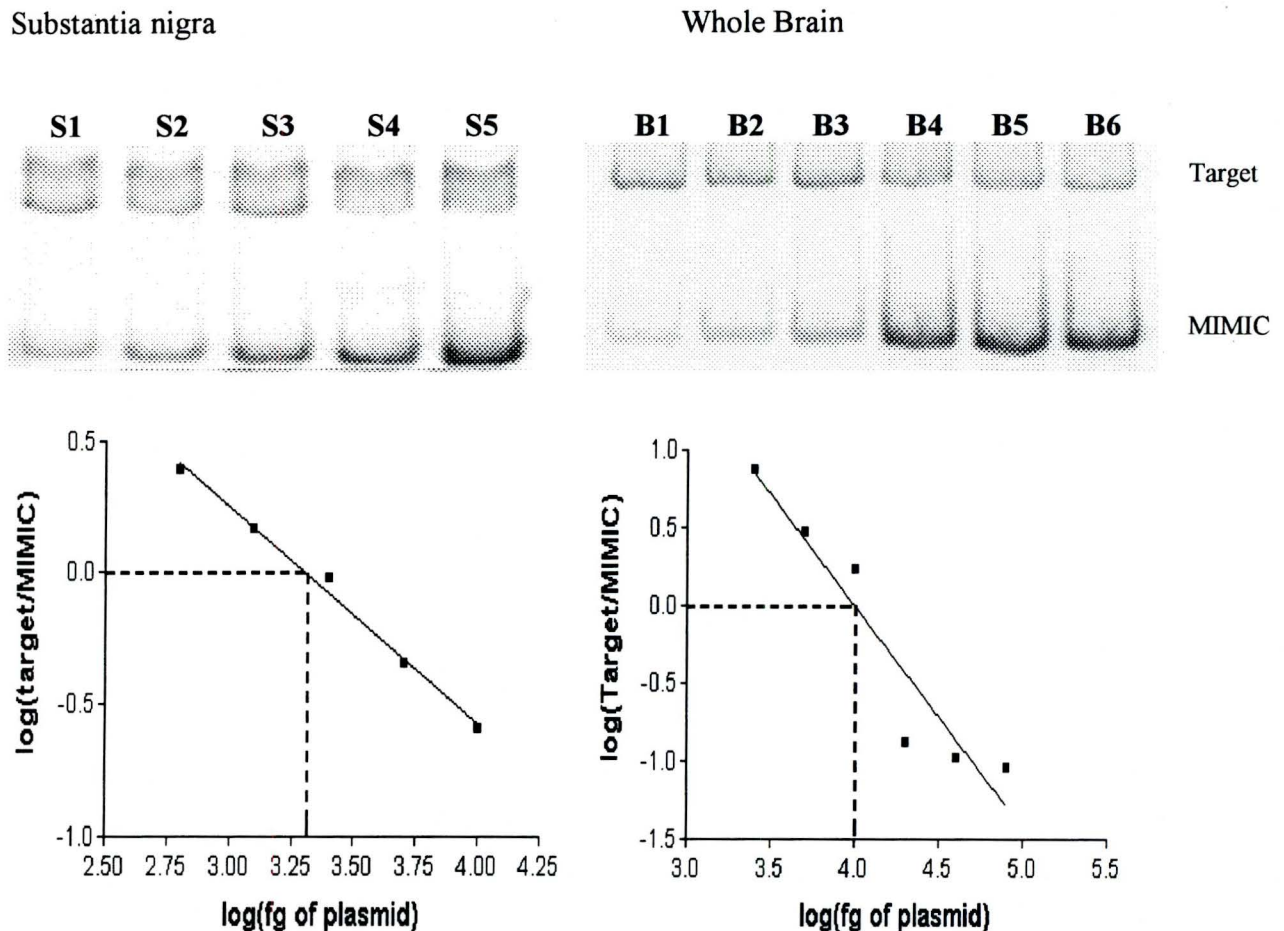 Substantia nigra
Whole Brain
S1 S2 S3 S4 S5
B1 B2 B3 B4 B5 B6
Target
MIMIC
log(target/MIMIC)
0.5
0.0
-0.5
-1.0
2.50 2.75 3.00 3.25 3.50 3.75 4.00 4.25
log(fg of plasmid)
log(Target/MIMIC)
1.0
0.5
0.0
-0.5
-1.0
-1.5
3.0 3.5 4.0 4.5 5.0 5.5
log(fg of plasmid)